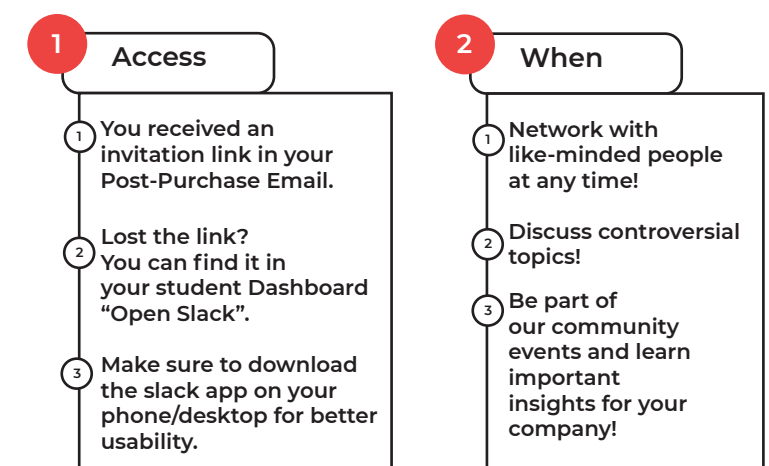 1
Access
1
You received an
invitation link in your
Post-Purchase Email.
2
Lost the link?
You can find it in
your student Dashboard
“Open Slack”.
3
Make sure to download
the slack app on your
phone/desktop for better
usability.
2
When
1
Network with
like-minded people
at any time!
2
Discuss controversial
topics!
3
Be part of
our community
events and learn
important
insights for your
company!